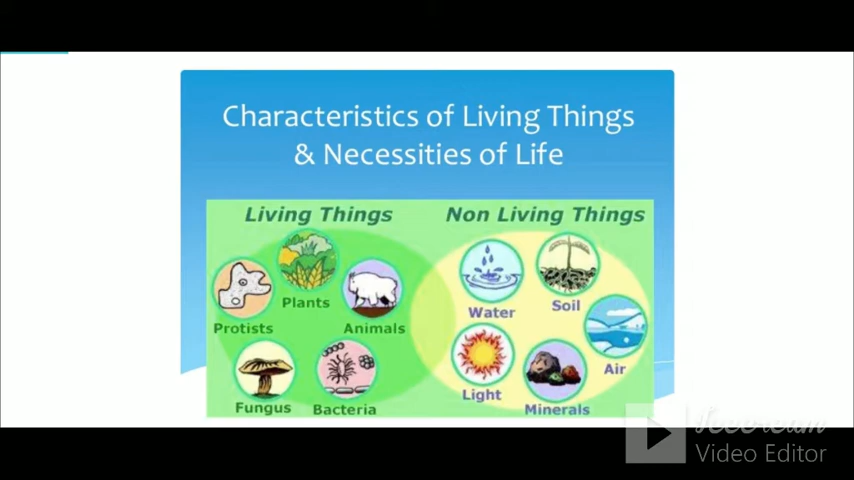 Characteristics of Living Things
& Necessities of Life
Living Things
Non Living Things
Protists
Plants
Animals
Fungus
Bacteria
Water
Soil
Air
Light
Minerals
Icecream
Video Editor